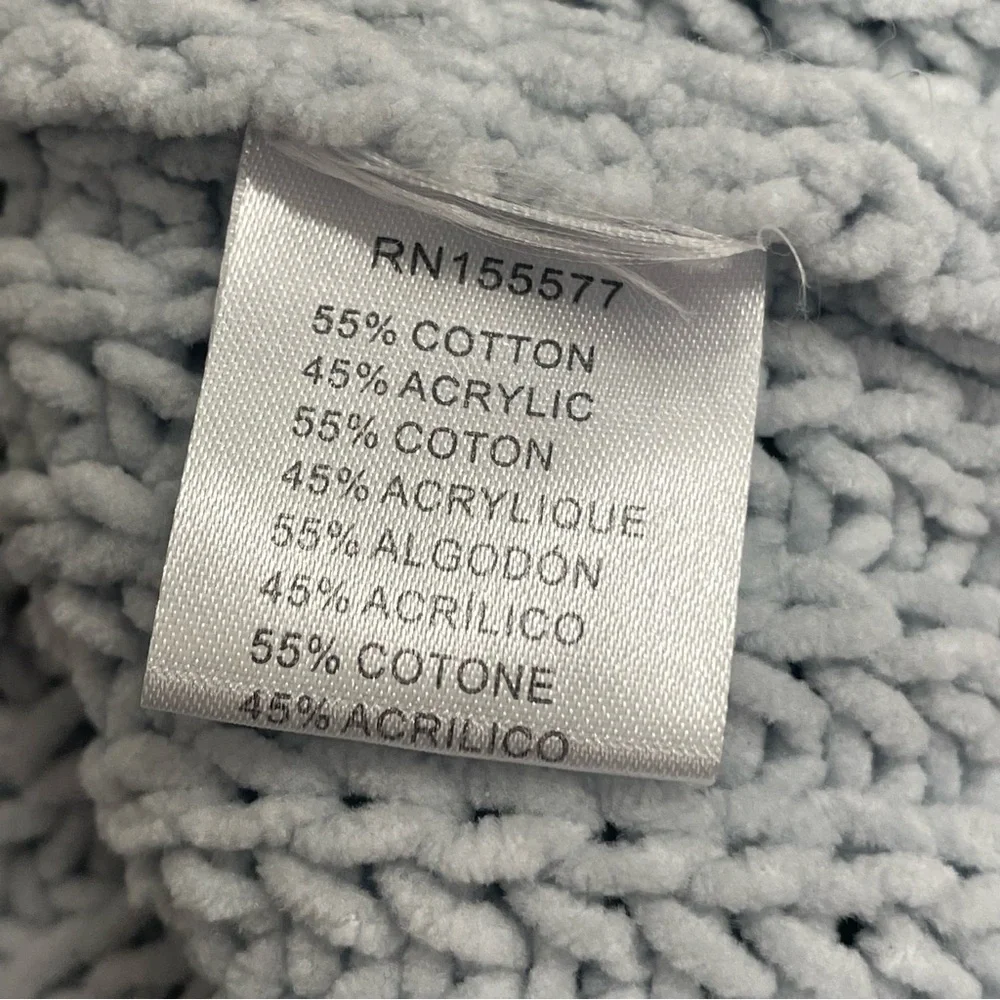 RN155577
55% COTTON
45% ACRYLIC
55% COTON
45% ACRYLIQUE
55% ALGODÓN
45% ACRÍLICO
55% COTONE
45% ACRILICO